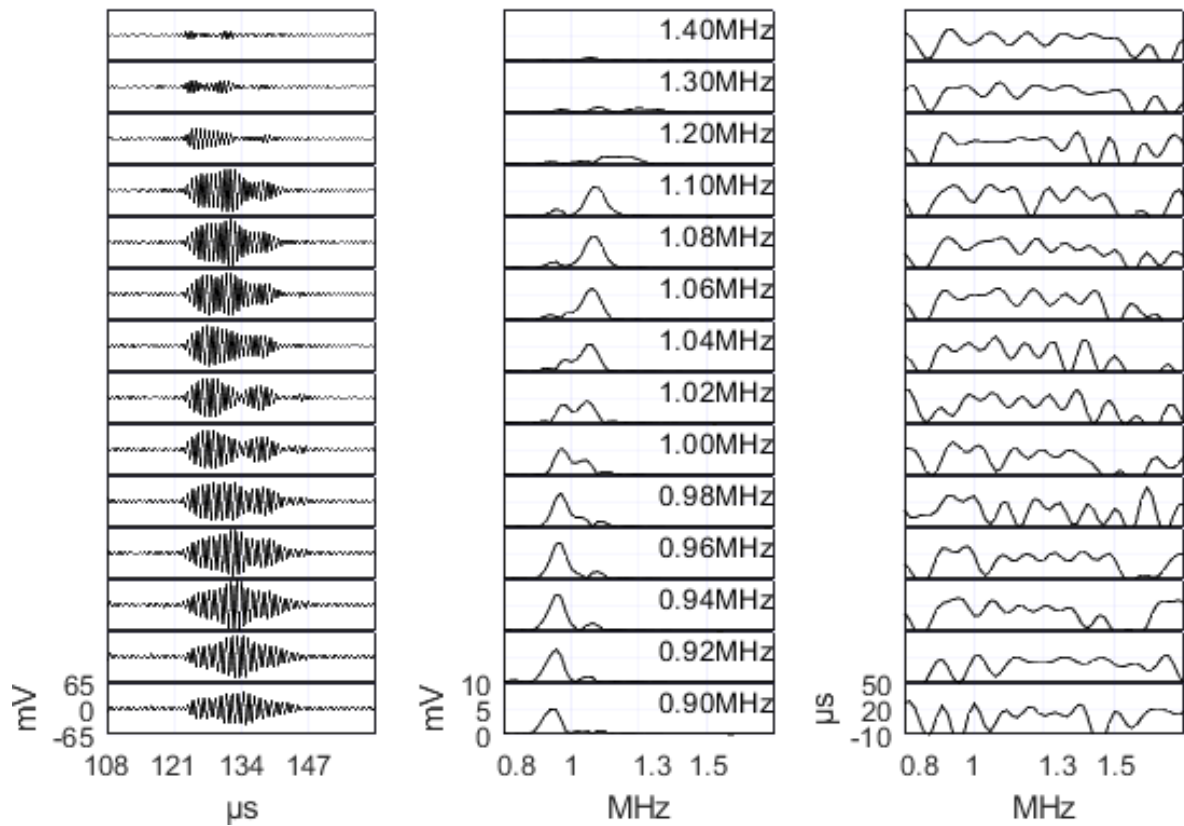 1.40MHz
1.30MHz
1.20MHz
1.10MHz
1.08MHz
1.06MHz
1.04MHz
1.02MHz
1.00MHz
0.98MHz
0.96MHz
0.94MHz
0.92MHz
0.90MHz
mV
65
0
-65
108 121 134 147
µs
mV
10
5
0
0.8 1 1.3 1.5
MHz
µs
50
20
-10
0.8 1 1.3 1.5
MHz